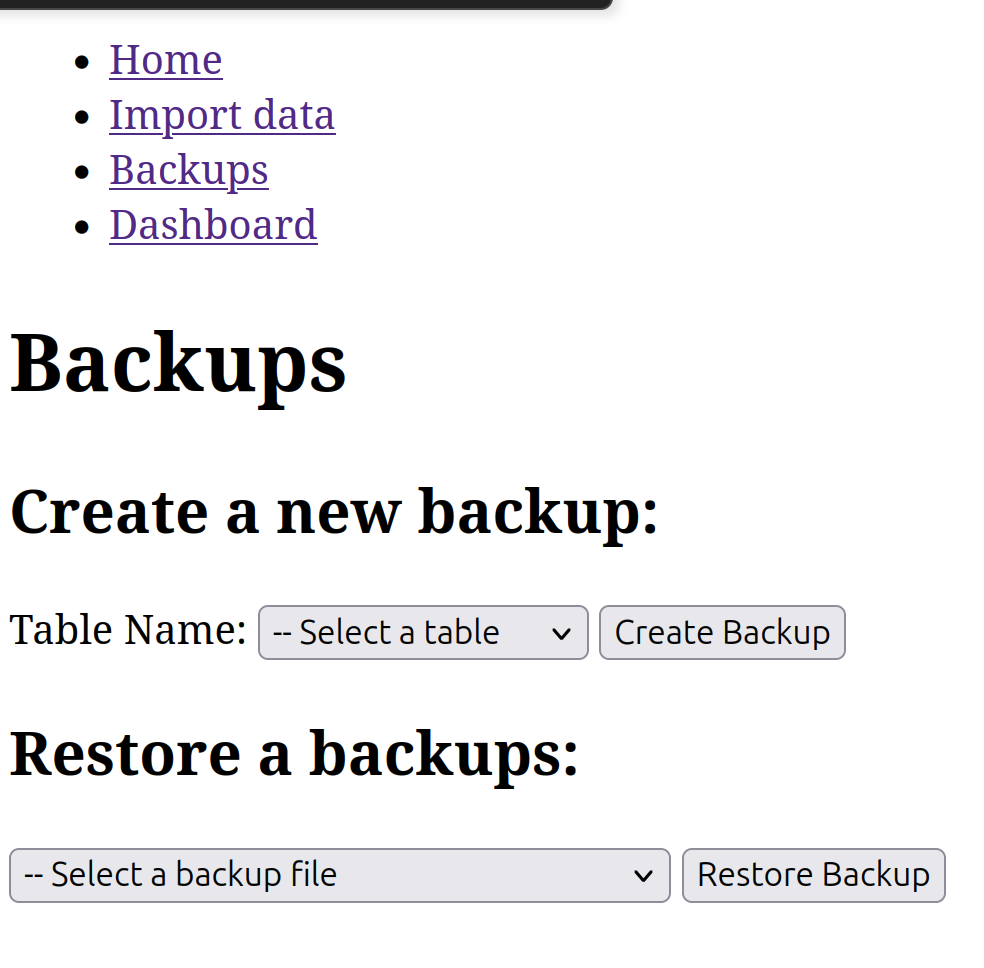 Home
Import data
Backups
Dashboard
Backups
Create a new backup:
Table Name: -- Select a table Create Backup
Restore a backups:
-- Select a backup file Restore Backup